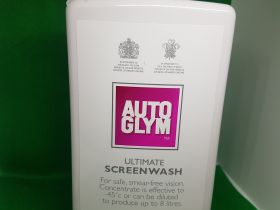 AUTO
GLYM
ULTIMATE
SCREENWASH
For safe, smear-free vision.
Concentrate is effective to
-45°c or can be diluted
to produce up to 8 litres